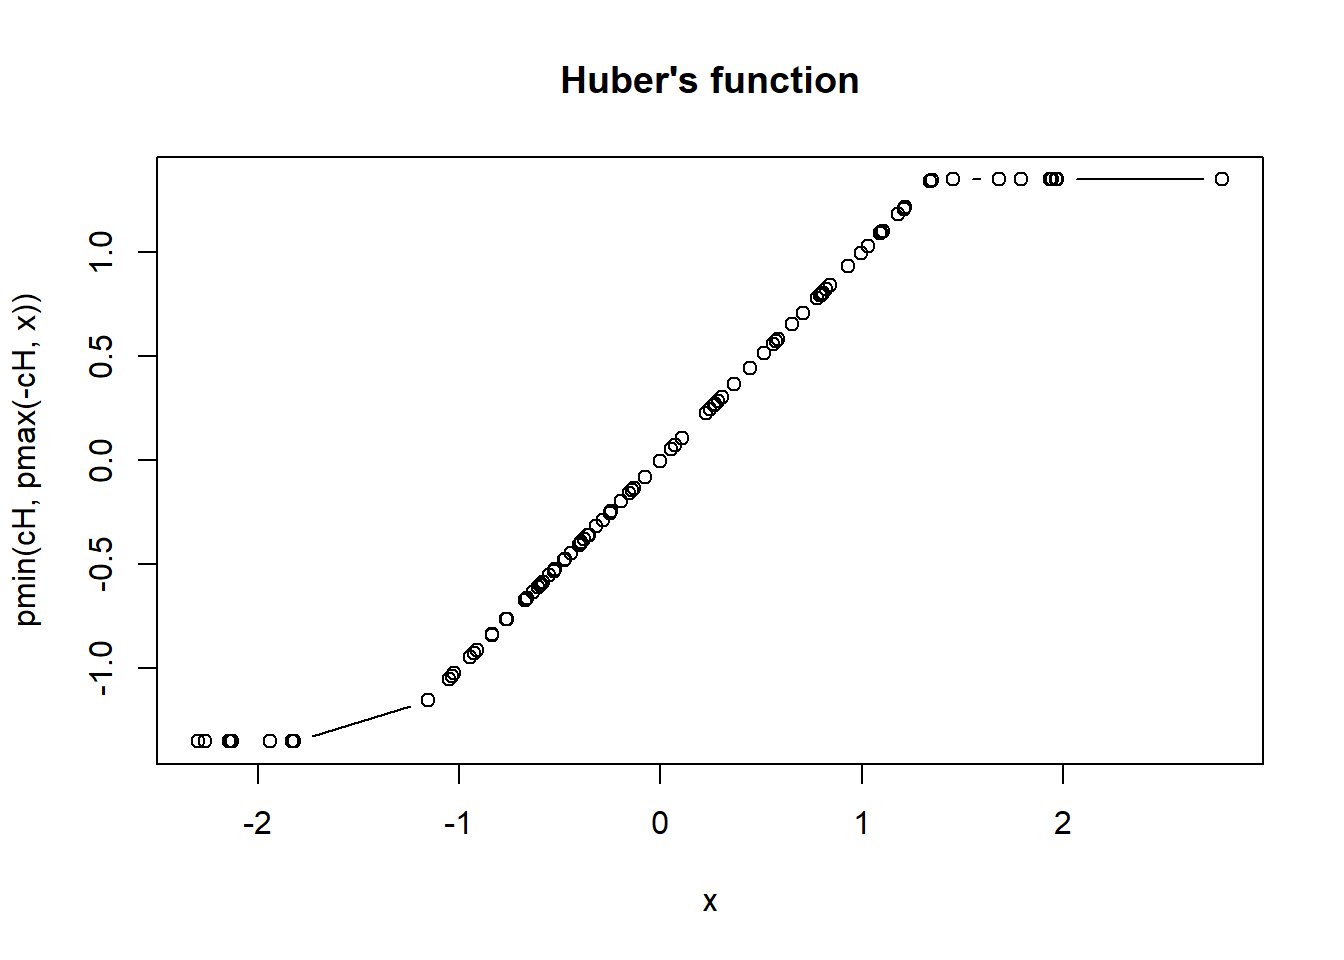 Huber's function
pmin(cH, pmax(-cH, x))
1.0
0.5
0.0
-0.5
-1.0
-2 -1 0 1 2
x